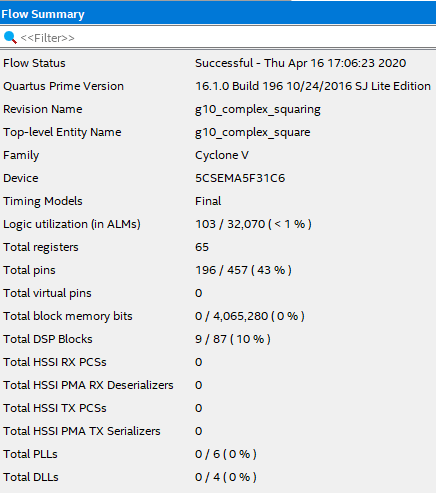 Flow Summary
<<Filter>>
Flow Status Successful - Thu Apr 16 17:06:23 2020
Quartus Prime Version 16.1.0 Build 196 10/24/2016 SJ Lite Edition
Revision Name g10_complex_squaring
Top-level Entity Name g10_complex_square
Family Cyclone V
Device 5CSEMA5F31C6
Timing Models Final
Logic utilization (in ALMs) 103 / 32,070 ( < 1 % )
Total registers 65
Total pins 196 / 457 ( 43 % )
Total virtual pins 0
Total block memory bits 0 / 4,065,280 ( 0 % )
Total DSP Blocks 9 / 87 ( 10 % )
Total HSSI RX PCSs 0
Total HSSI PMA RX Deserializers 0
Total HSSI TX PCSs 0
Total HSSI PMA TX Serializers 0
Total PLLs 0 / 6 ( 0 % )
Total DLLs 0 / 4 ( 0 % )